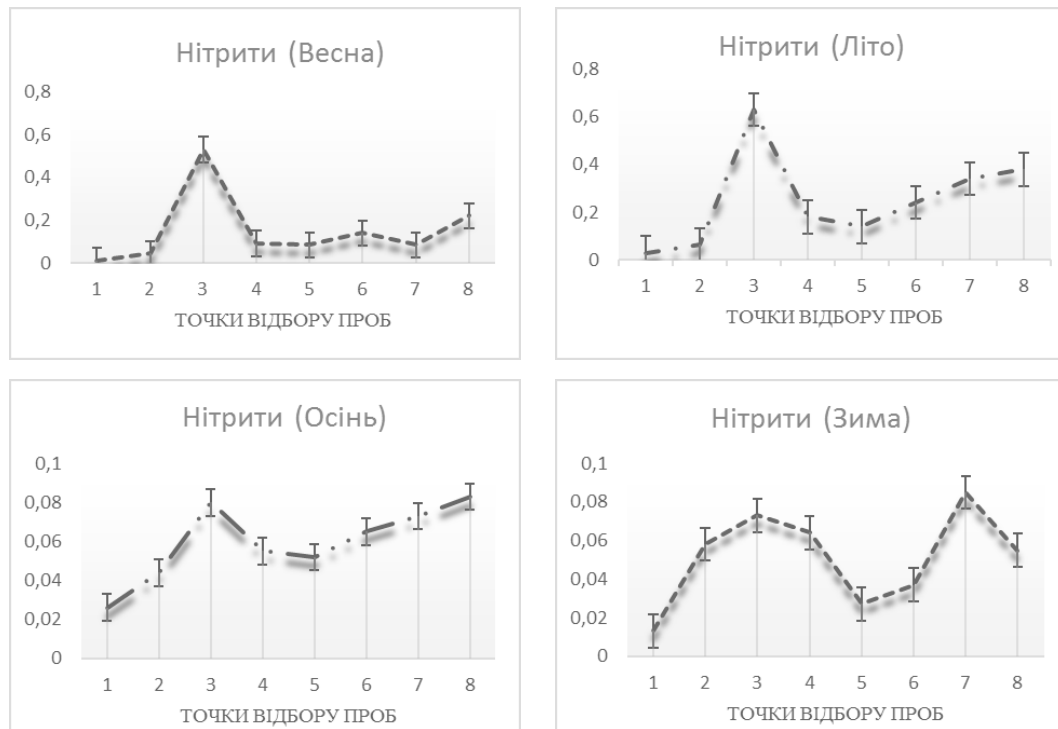 Нітрити (Весна)
0,8
0,6
0,4
0,2
0
1 2 3 4 5 6 7 8
ТОЧКИ ВІДБОРУ ПРОБ
Нітрити (Літо)
0,8
0,6
0,4
0,2
0
1 2 3 4 5 6 7 8
ТОЧКИ ВІДБОРУ ПРОБ
Нітрити (Осінь)
0,1
0,08
0,06
0,04
0,02
0
1 2 3 4 5 6 7 8
ТОЧКИ ВІДБОРУ ПРОБ
Нітрити (Зима)
0,1
0,08
0,06
0,04
0,02
0
1 2 3 4 5 6 7 8
ТОЧКИ ВІДБОРУ ПРОБ